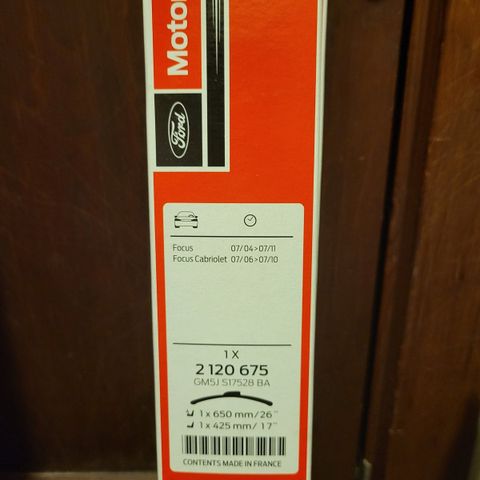 Motor
Ford
Focus 07/04>07/11
Focus Cabriolet 07/06>07/10
1 X
2 120 675
GM5J S17528 BA
1 x 650 mm/26"
1 x 425 mm/ 17"
CONTENTS MADE IN FRANCE